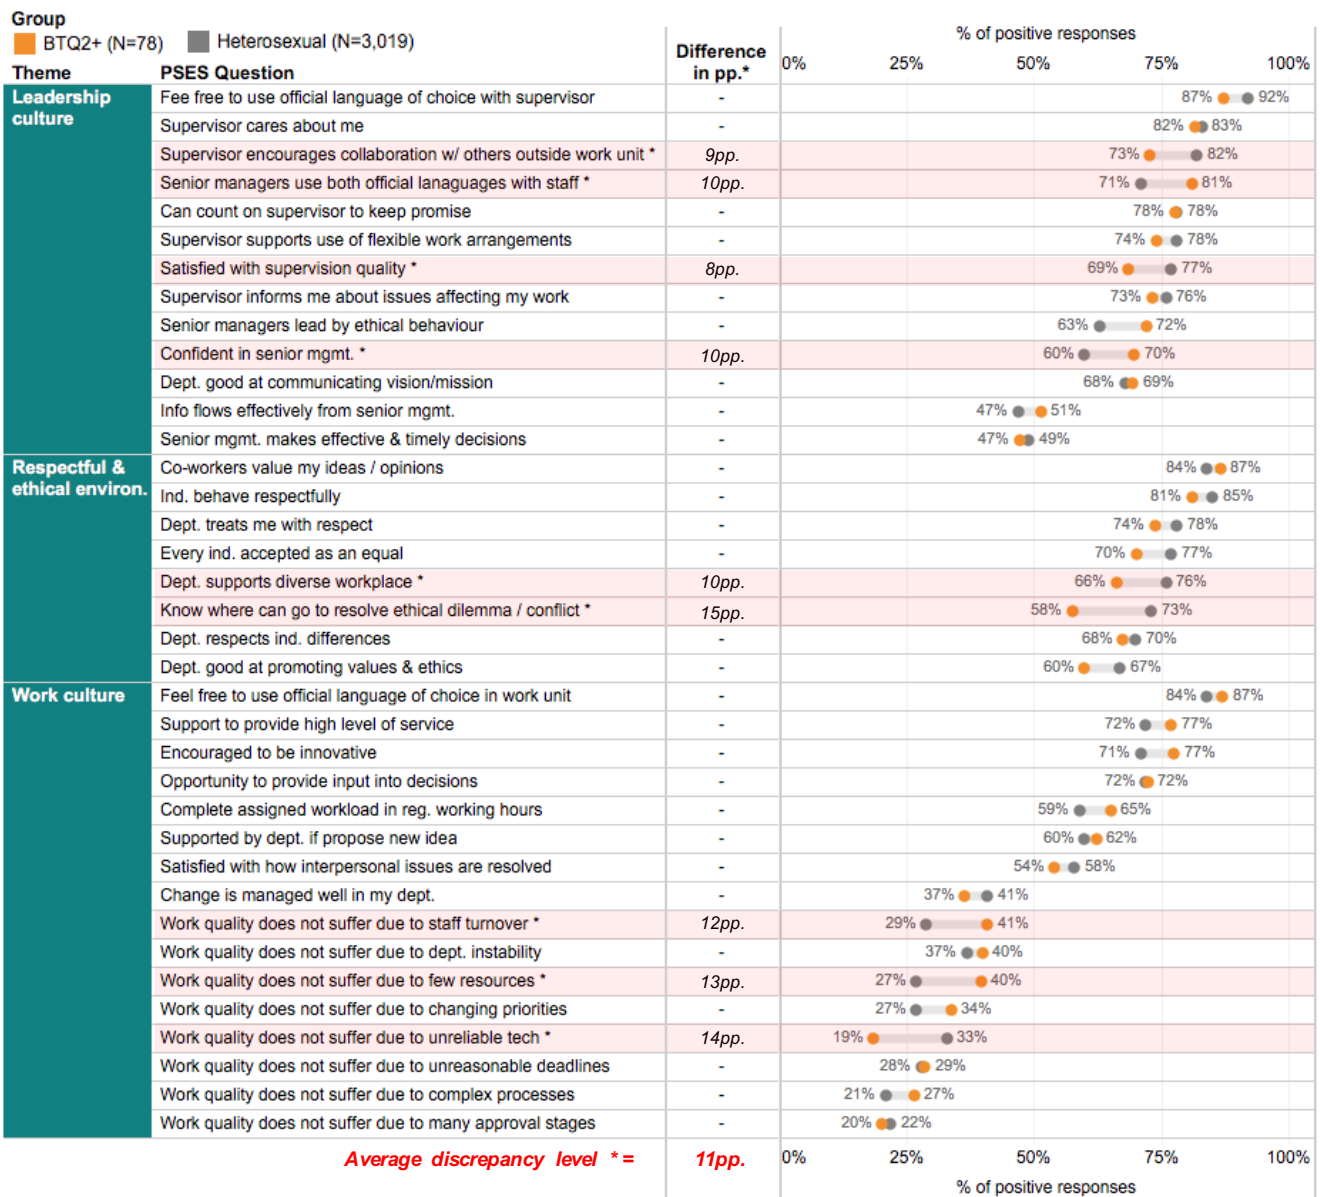 Group
BTQ2+ (N=78) Heterosexual (N=3,019)
Theme PSES Question Difference in pp.* % of positive responses
0% 25% 50% 75% 100%
Leadership culture
Fee free to use official language of choice with supervisor - 87% 92%
Supervisor cares about me - 82% 83%
Supervisor encourages collaboration w/ others outside work unit * 9pp. 73% 82%
Senior managers use both official lanaguages with staff * 10pp. 71% 81%
Can count on supervisor to keep promise - 78% 78%
Supervisor supports use of flexible work arrangements - 74% 78%
Satisfied with supervision quality * 8pp. 69% 77%
Supervisor informs me about issues affecting my work - 73% 76%
Senior managers lead by ethical behaviour - 63% 72%
Confident in senior mgmt. * 10pp. 60% 70%
Dept. good at communicating vision/mission - 68% 69%
Info flows effectively from senior mgmt. - 47% 51%
Senior mgmt. makes effective & timely decisions - 47% 49%
Respectful & ethical environ.
Co-workers value my ideas / opinions - 84% 87%
Ind. behave respectfully - 81% 85%
Dept. treats me with respect - 74% 78%
Every ind. accepted as an equal - 70% 77%
Dept. supports diverse workplace * 10pp. 66% 76%
Know where can go to resolve ethical dilemma / conflict * 15pp. 58% 73%
Dept. respects ind. differences - 68% 70%
Dept. good at promoting values & ethics - 60% 67%
Work culture
Feel free to use official language of choice in work unit - 84% 87%
Support to provide high level of service - 72% 77%
Encouraged to be innovative - 71% 77%
Opportunity to provide input into decisions - 72% 72%
Complete assigned workload in reg. working hours - 59% 65%
Supported by dept. if propose new idea - 60% 62%
Satisfied with how interpersonal issues are resolved - 54% 58%
Change is managed well in my dept. - 37% 41%
Work quality does not suffer due to staff turnover * 12pp. 29% 41%
Work quality does not suffer due to dept. instability - 37% 40%
Work quality does not suffer due to few resources * 13pp. 27% 40%
Work quality does not suffer due to changing priorities - 27% 34%
Work quality does not suffer due to unreliable tech * 14pp. 19% 33%
Work quality does not suffer due to unreasonable deadlines - 28% 29%
Work quality does not suffer due to complex processes - 21% 27%
Work quality does not suffer due to many approval stages - 20% 22%
Average discrepancy level * = 11pp. 0% 25% 50% 75% 100%
% of positive responses